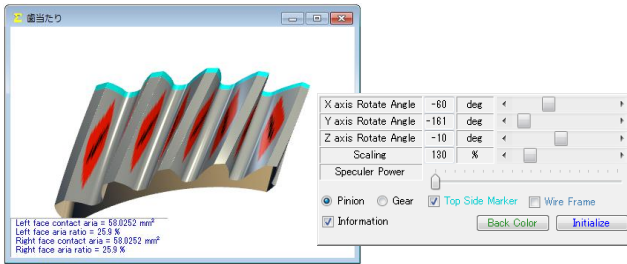 歯当たり
Left face contact aria = 58.0252 mm²
Left face aria ratio = 25.9 %
Right face contact aria = 58.0252 mm²
Right face aria ratio = 25.9 %
X axis Rotate Angle -60 deg
Y axis Rotate Angle -161 deg
Z axis Rotate Angle -10 deg
Scaling 130 %
Speculer Power
Pinion Gear Top Side Marker Wire Frame
Information Back Color Initialize